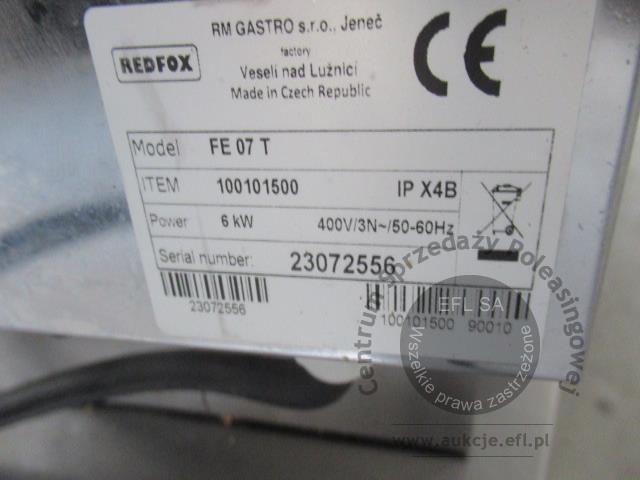 REDFOX
RM GASTRO s.r.o., Jeneč
factory
Veselí nad Lužnicí
Made in Czech Republic
CE
Model FE 07 T
ITEM 100101500 IP X4B
Power 6 kW 400V/3N~/50-60Hz
Serial number: 23072556
23072556
100101500 90010
Centrum Sprzedaży Poleasingowej
EFL SA
Wszelkie prawa zastrzeżone
www.aukcje.efl.pl